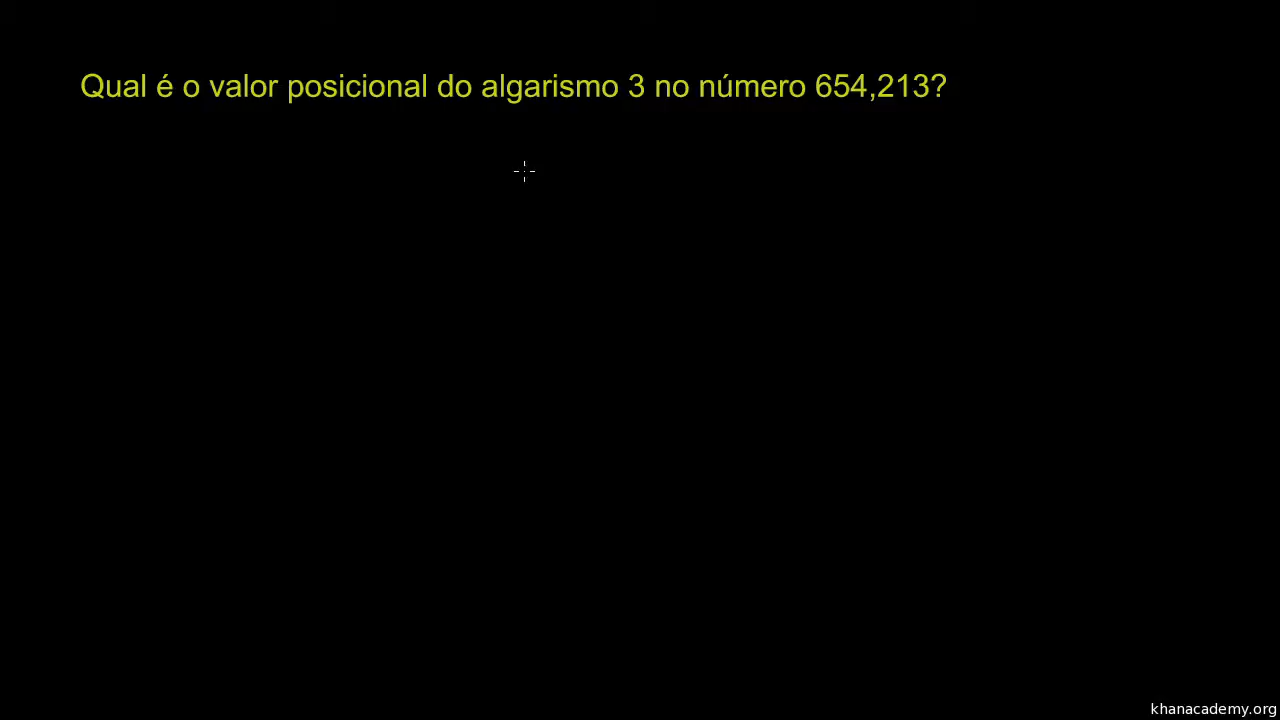 Qual é o valor posicional do algarismo 3 no número 654,213?
khanacademy.org